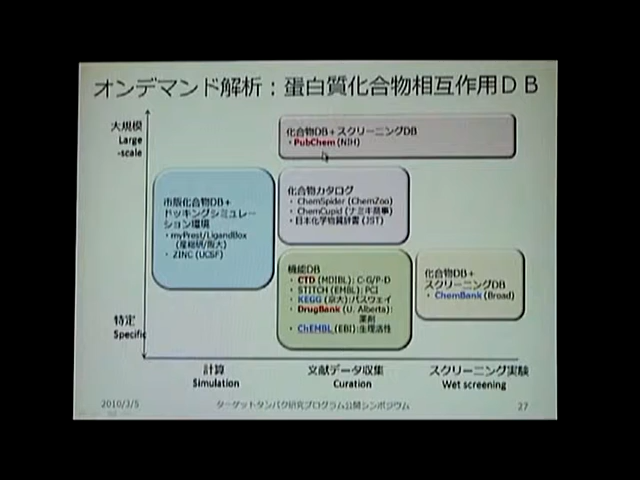 オンデマンド解析：蛋白質化合物相互作用ＤＢ
大規模
Large
-scale
化合物DB＋スクリーニングDB
・PubChem (NIH)
市販化合物DB＋
ドッキングシミュレー
ション環境
・myPrest/LigandBox
(産総研/阪大)
・ZINC (UCSF)
化合物カタログ
・ChemSpider (ChemZoo)
・ChemCupid (ナミキ商事)
・日本化学物質辞書 (JST)
機能DB
・CTD (MDIBL): C-G/P-D
・STITCH (EMBL): PCI
・KEGG (京大):パスウェイ
・DrugBank (U. Alberta):
薬剤
・ChEMBL (EBI):生理活性
化合物DB＋
スクリーニングDB
・ChemBank (Broad)
特定
Specific
計算
Simulation
文献データ収集
Curation
スクリーニング実験
Wet screening
2010/3/5
ターゲットタンパク研究プログラム公開シンポジウム
27